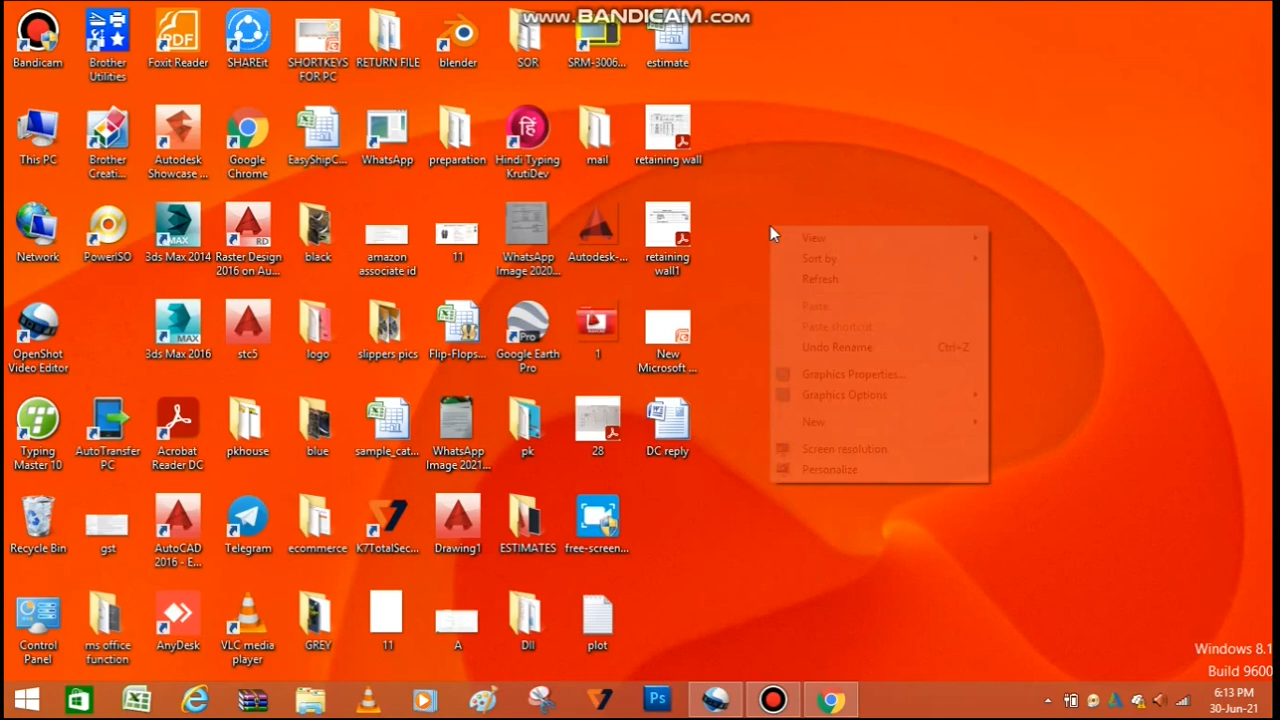 www.BANDICAM.com
Bandicam
Brother
Utilities
Foxit Reader
SHAREit
SHORTKEYS
FOR PC
RETURN FILE
blender
SOR
SRM-3006...
estimate
This PC
Brother
Creati...
Autodesk
Showcase ...
Google
Chrome
EasyShipC...
WhatsApp
preparation
Hindi Typing
KrutiDev
mail
retaining wall
Network
PowerISO
3ds Max 2014
Raster Design
2016 on Au...
black
amazon
associate id
11
WhatsApp
Image 2020...
Autodesk-...
retaining
wall1
OpenShot
Video Editor
3ds Max 2016
stc5
logo
slippers pics
Flip-Flops...
Google Earth
Pro
1
New
Microsoft ...
Typing
Master 10
AutoTransfer
PC
Acrobat
Reader DC
pkhouse
blue
sample_cat...
WhatsApp
Image 2021...
pk
28
DC reply
Recycle Bin
gst
AutoCAD
2016 - E...
Telegram
ecommerce
K7TotalSec...
Drawing1
ESTIMATES
free-screen...
Control
Panel
ms office
function
AnyDesk
VLC media
player
GREY
11
A
Dll
plot
View
Sort by
Refresh
Paste
Paste shortcut
Undo Rename Ctrl+Z
Graphics Properties...
Graphics Options
New
Screen resolution
Personalize
Windows 8.1
Build 9600
6:13 PM
30-Jun-21